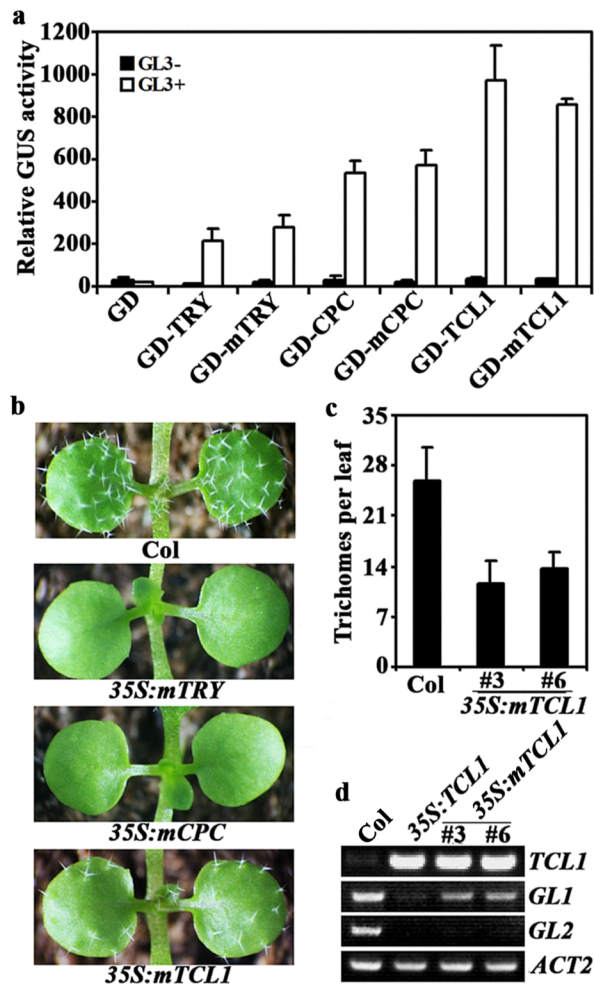 a
Relative GUS activity
1200
1000
800
600
400
200
0
GL3-
GL3+
GD
GD-TRY
GD-mTRY
GD-CPC
GD-mCPC
GD-TCL1
GD-mTCL1
b
Col
35S:mTRY
35S:mCPC
35S:mTCL1
c
Trichomes per leaf
35
28
21
14
7
0
Col
#3 #6
35S:mTCL1
d
Col
35S:TCL1
35S:mTCL1
#3 #6
TCL1
GL1
GL2
ACT2